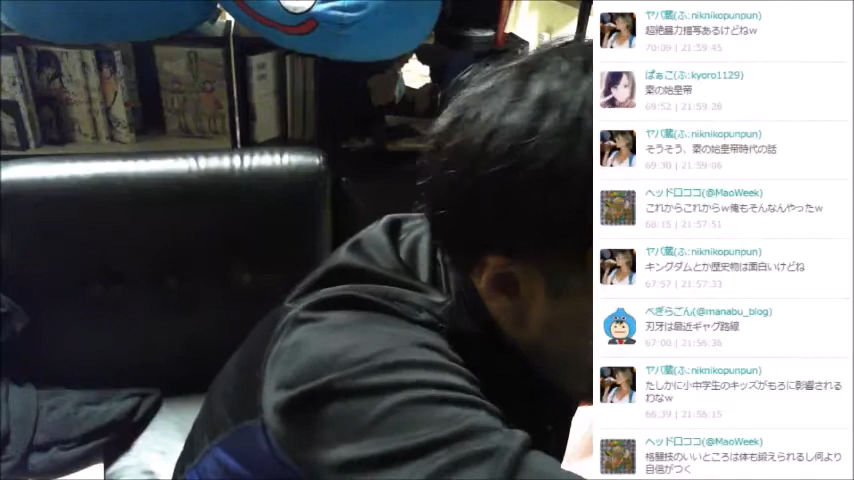 ヤバ蔵(ふ:niknikopunpun)
超絶暴力描写あるけどねw
70:09 | 21:59:45
ぱぁこ(ふ:kyoro1129)
秦の始皇帝
69:52 | 21:59:28
ヤバ蔵(ふ:niknikopunpun)
そうそう、秦の始皇帝時代の話
69:30 | 21:59:06
ヘッドロココ(@MaoWeek)
これからこれからw俺もそんなんやったw
68:15 | 21:57:51
ヤバ蔵(ふ:niknikopunpun)
キングダムとか歴史物は面白いけどね
67:57 | 21:57:33
べぎらごん(@manabu_blog)
刃牙は最近ギャグ路線
67:00 | 21:56:36
ヤバ蔵(ふ:niknikopunpun)
たしかに小中学生のキッズがもろに影響される
わなw
66:39 | 21:56:15
ヘッドロココ(@MaoWeek)
格闘技のいいところは体も鍛えられるし何より
自信がつく